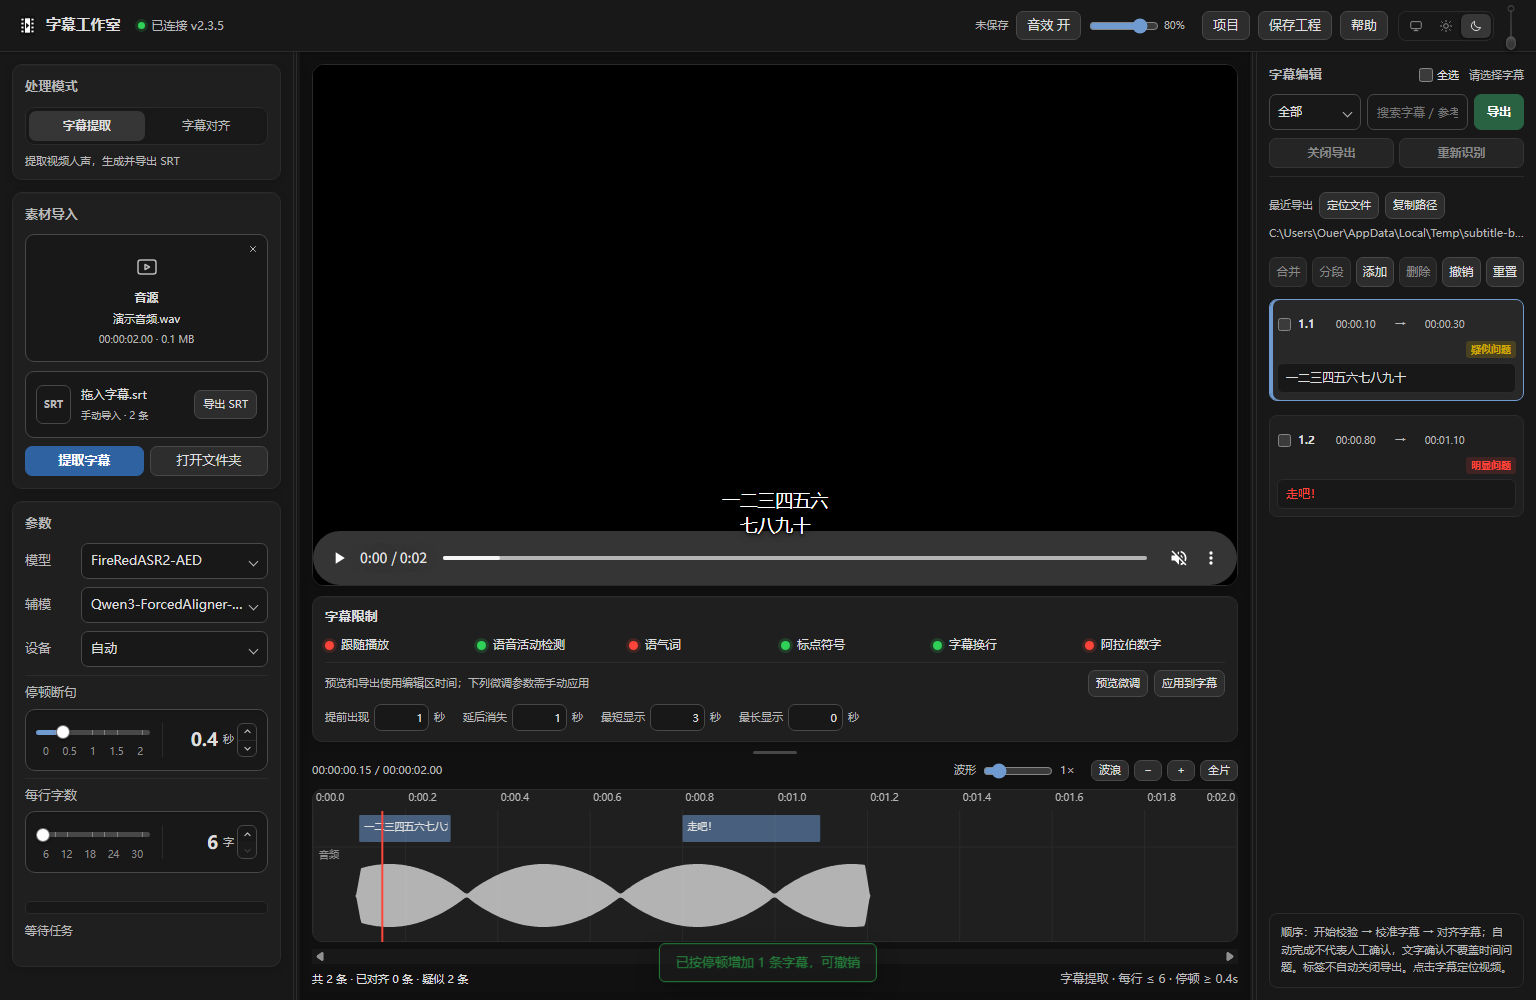 字幕工作室
已连接 v2.3.5
未保存
音效 开
80%
项目
保存工程
帮助
处理模式
字幕提取
字幕对齐
提取视频人声，生成并导出 SRT
素材导入
×
音源
演示音频.wav
00:00:02.00 · 0.1 MB
SRT
拖入字幕.srt
手动导入 · 2 条
导出 SRT
提取字幕
打开文件夹
参数
模型
FireRedASR2-AED
辅模
Qwen3-ForcedAligner-...
设备
自动
停顿断句
0 0.5 1 1.5 2
0.4 秒
每行字数
6 12 18 24 30
6 字
等待任务
一二三四五六
七八九十
0:00 / 0:02
字幕限制
跟随播放
语音活动检测
语气词
标点符号
字幕换行
阿拉伯数字
预览和导出使用编辑区时间；下列微调参数需手动应用
预览微调
应用到字幕
提前出现 1 秒
延后消失 1 秒
最短显示 3 秒
最长显示 0 秒
00:00:00.15 / 00:00:02.00
波形
1×
波浪
−
+
全片
0:00.0 0:00.2 0:00.4 0:00.6 0:00.8 0:01.0 0:01.2 0:01.4 0:01.6 0:01.8 0:02.0
一二三四五六七八
走吧！
音频
已按停顿增加 1 条字幕，可撤销
共 2 条 · 已对齐 0 条 · 疑似 2 条
字幕提取 · 每行 ≤ 6 · 停顿 ≥ 0.4s
字幕编辑
全选
请选择字幕
全部
搜索字幕 / 参考
导出
关闭导出
重新识别
最近导出
定位文件
复制路径
C:\Users\Ouer\AppData\Local\Temp\subtitle-b...
合并
分段
添加
删除
撤销
重置
1.1 00:00.10 → 00:00.30
疑似问题
一二三四五六七八九十
1.2 00:00.80 → 00:01.10
明显问题
走吧！
顺序：开始校验 → 校准字幕 → 对齐字幕；自
动完成不代表人工确认，文字确认不覆盖时间问
题。标签不自动关闭导出。点击字幕定位视频。